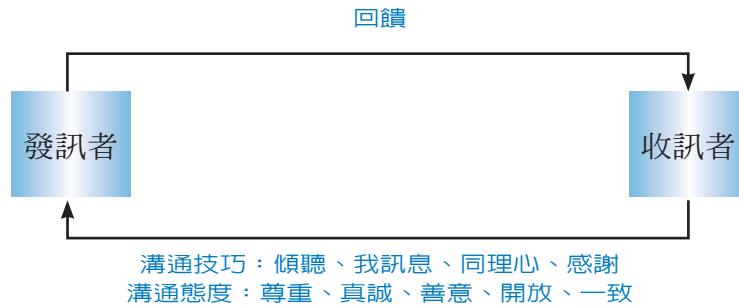 回饋
發訊者
收訊者
溝通技巧：傾聽、我訊息、同理心、感謝
溝通態度：尊重、真誠、善意、開放、一致